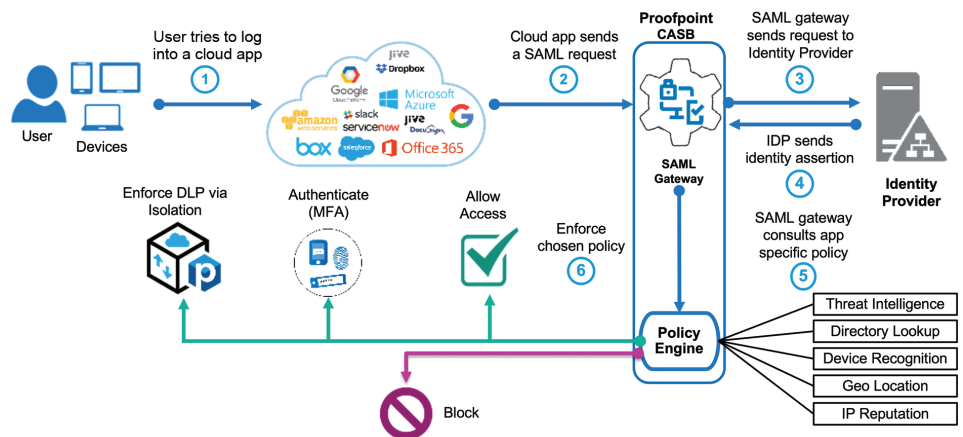 User tries to log
into a cloud app
1
User
Devices
jive
Dropbox
Google
Cloud Platform
Microsoft
Azure
slack
amazon
web services
servicenow
jive
DocuSign
G
box
salesforce
Office 365
Cloud app sends
a SAML request
2
Proofpoint
CASB
SAML
Gateway
SAML gateway
sends request to
Identity Provider
3
IDP sends
identity assertion
4
Identity
Provider
SAML gateway
consults app
specific policy
5
Enforce DLP via
Isolation
p
Authenticate
(MFA)
Allow
Access
Enforce
chosen policy
6
Policy
Engine
Threat Intelligence
Directory Lookup
Device Recognition
Geo Location
IP Reputation
Block